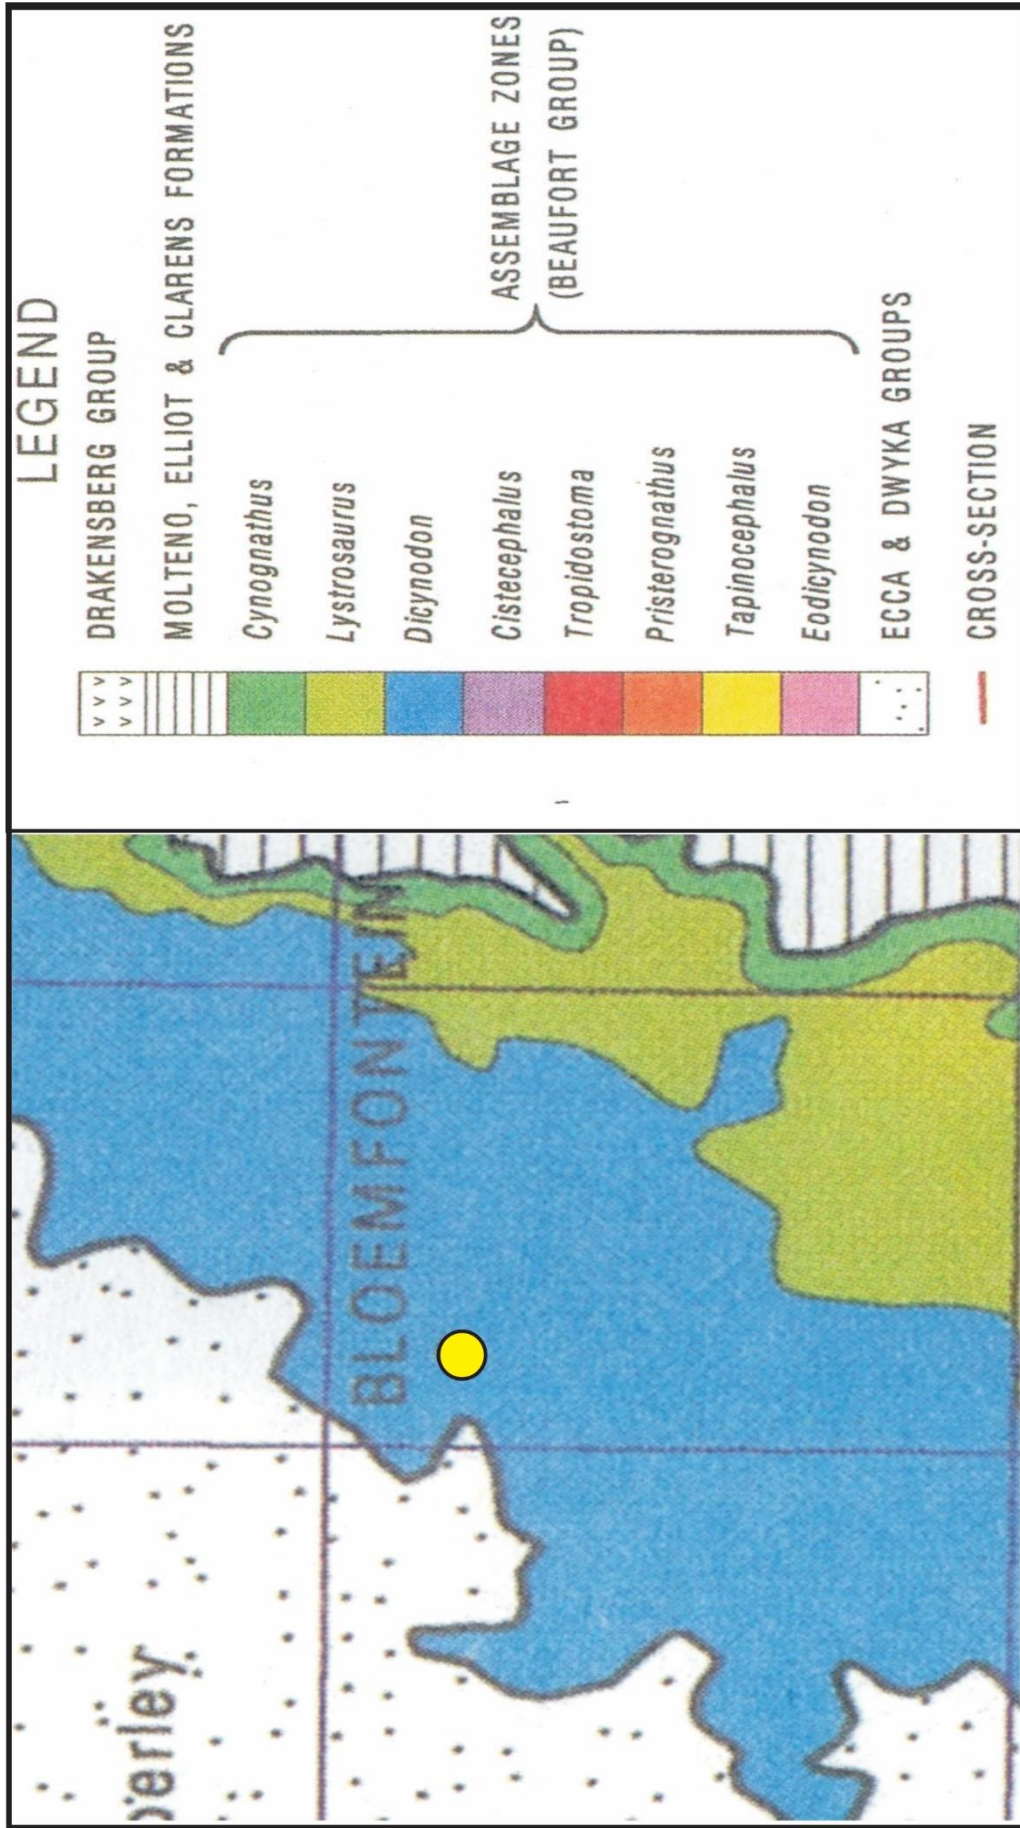 LEGEND
DRAKENSBERG GROUP
MOLTENO, ELLIOT & CLARENS FORMATIONS
Cynognathus
Lystrosaurus
Dicynodon
Cistecephalus
Tropidostoma
Pristerognathus
Tapinocephalus
Eodicynodon
ASSEMBLAGE ZONES
(BEAUFORT GROUP)
ECCA & DWYKA GROUPS
CROSS-SECTION
BLOEMFONTEIN
berley